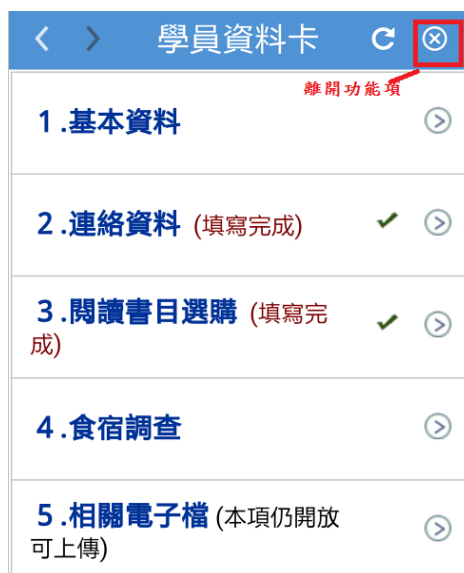 學員資料卡
離開功能項
1.基本資料
2.連絡資料 (填寫完成)
3.閱讀書目選購 (填寫完
成)
4.食宿調查
5.相關電子檔 (本項仍開放
可上傳)